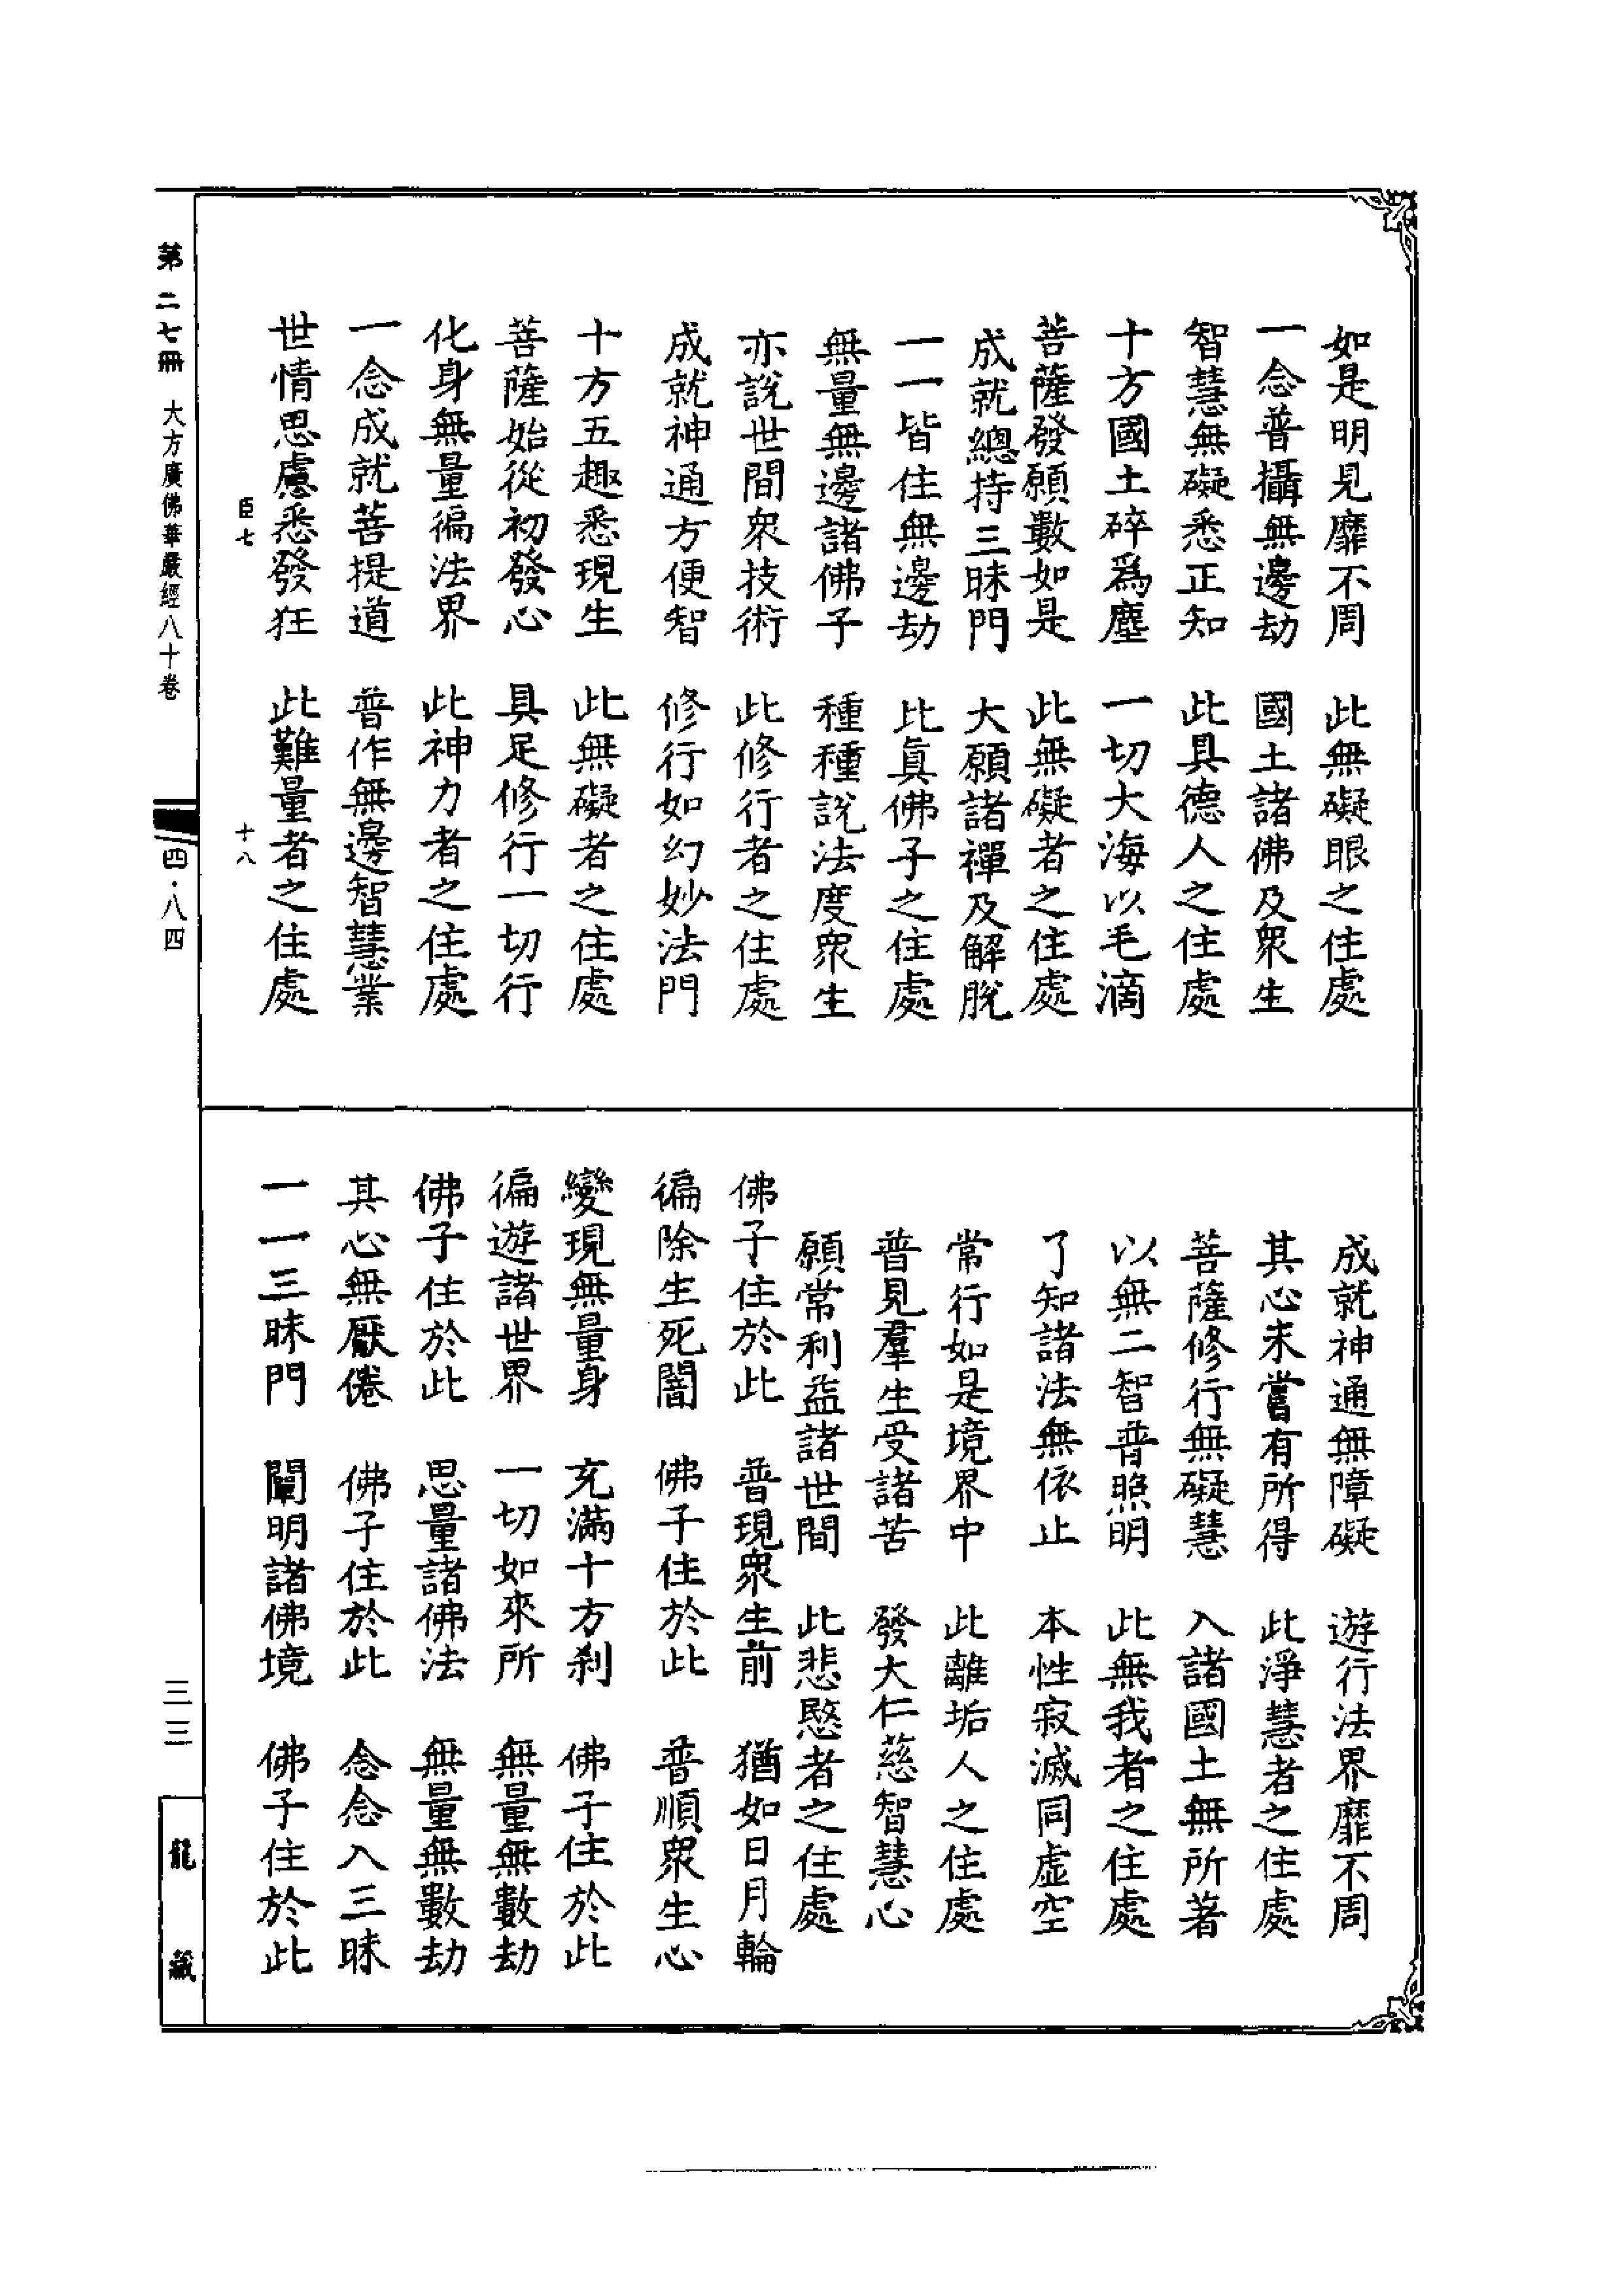 如是明見靡不周　此無礙眼之住處
一念普攝無邊劫　國土諸佛及衆生
智慧無礙悉正知　此具德人之住處
十方國土碎爲塵　一切大海以毛滴
菩薩發願數如是　此無礙者之住處
成就總持三昧門　大願諸禪及解脫
一一皆住無邊劫　此眞佛子之住處
無量無邊諸佛子　種種說法度衆生
亦說世間衆技術　此修行者之住處
成就神通方便智　修行如幻妙法門
十方五趣悉現生　此無礙者之住處
菩薩始從初發心　具足修行一切行
化身無量徧法界　此神力者之住處
一念成就菩提道　普作無邊智慧業
世情思慮悉發狂　此難量者之住處
臣七　十八
成就神通無障礙　遊行法界靡不周
其心未嘗有所得　此淨慧者之住處
菩薩修行無礙慧　入諸國土無所著
以無二智普照明　此無我者之住處
了知諸法無依止　本性寂滅同虛空
常行如是境界中　此離垢人之住處
普見羣生受諸苦　發大仁慈智慧心
願常利益諸世間　此悲愍者之住處
佛子住於此　普現衆生前　猶如日月輪
徧除生死闇　佛子住於此　普順衆生心
變現無量身　充滿十方刹　佛子住於此
徧遊諸世界　一切如來所　無量無數劫
佛子住於此　思量諸佛法　無量無數劫
其心無厭倦　佛子住於此　念念入三昧
一一三昧門　闡明諸佛境　佛子住於此
第二七冊　大方廣佛華嚴經八十卷　四·八四　三三　龍藏